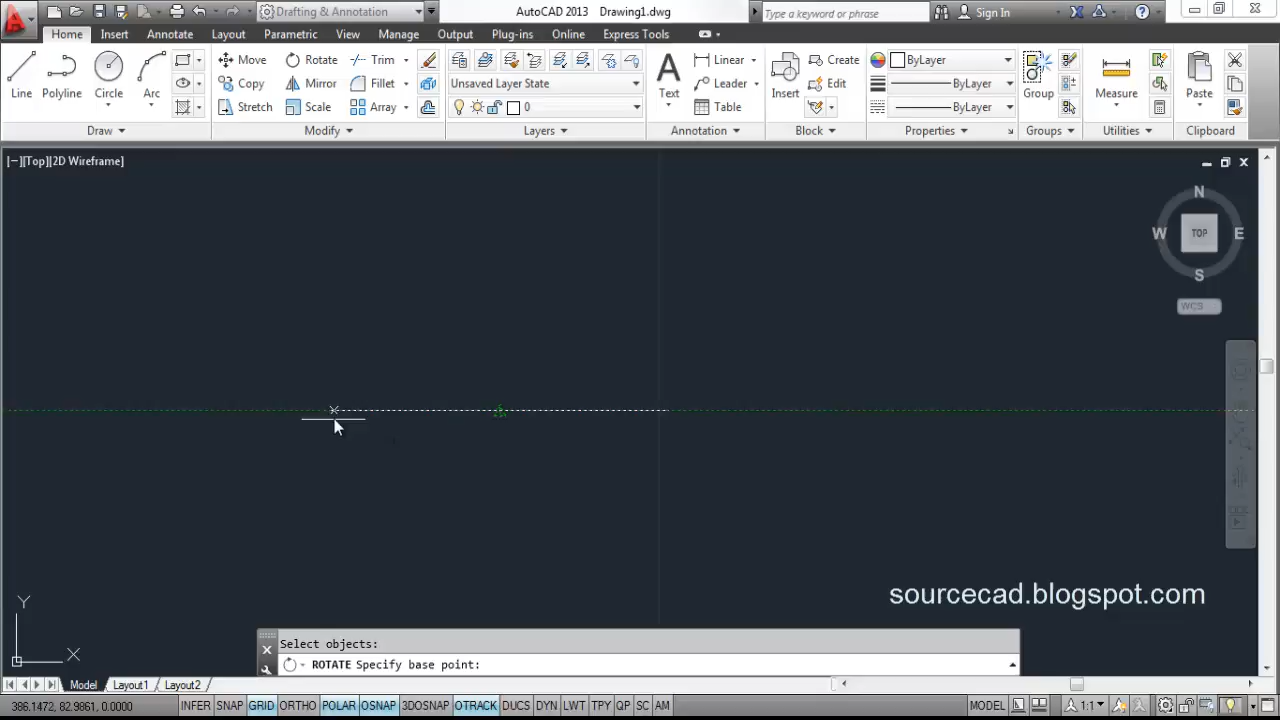 AutoCAD 2013 Drawing1.dwg
Drafting & Annotation
Type a keyword or phrase
Sign In
Home Insert Annotate Layout Parametric View Manage Output Plug-ins Online Express Tools
Line Polyline Circle Arc
Move Rotate Trim
Copy Mirror Fillet
Stretch Scale Array
Unsaved Layer State
0
Text
Linear
Leader
Table
Insert
Create
Edit
ByLayer
ByLayer
ByLayer
Group
Measure
Paste
Draw Modify Layers Annotation Block Properties Groups Utilities Clipboard
[−][Top][2D Wireframe]
N
W TOP E
S
WCS
sourcecad.blogspot.com
Y
X
Select objects:
ROTATE Specify base point:
Model Layout1 Layout2
386.1472, 82.9861, 0.0000 INFER SNAP GRID ORTHO POLAR OSNAP 3DOSNAP OTRACK DUCS DYN LWT TPY QP SC AM MODEL 1:1